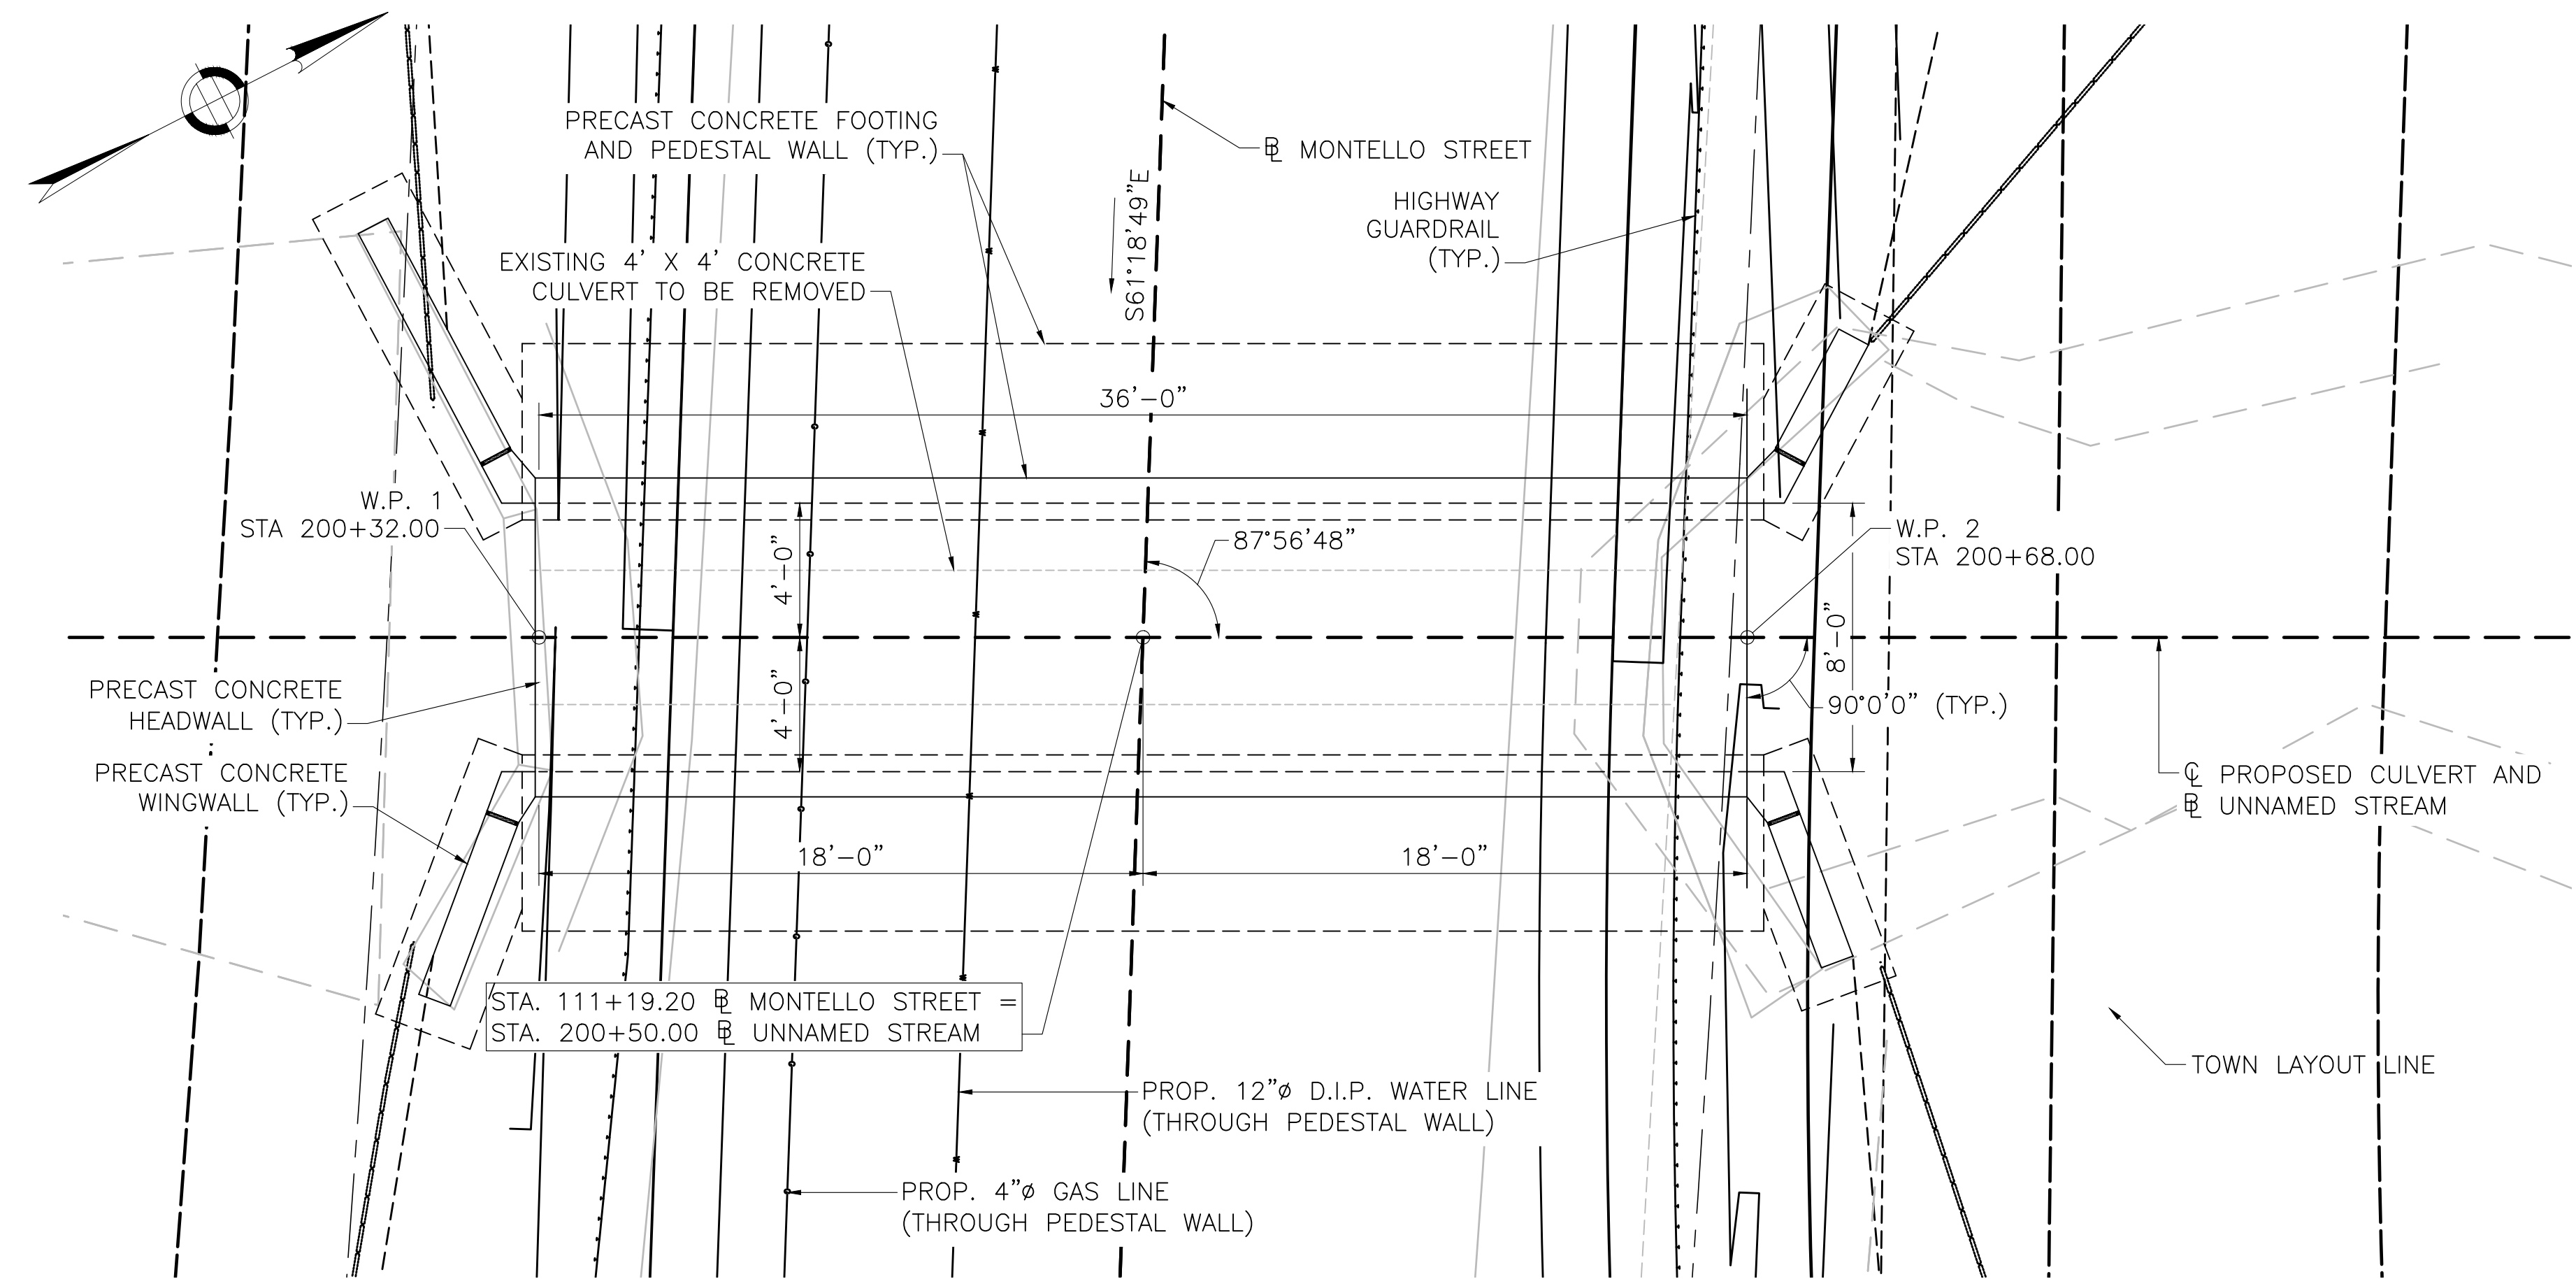 PRECAST CONCRETE FOOTING
AND PEDESTAL WALL (TYP.)
℄ MONTELLO STREET
S61°18'49"E
HIGHWAY
GUARDRAIL
(TYP.)
EXISTING 4' X 4' CONCRETE
CULVERT TO BE REMOVED
36'-0"
W.P. 1
STA 200+32.00
4'-0"
87°56'48"
W.P. 2
STA 200+68.00
8'-0"
4'-0"
90°0'0" (TYP.)
PRECAST CONCRETE
HEADWALL (TYP.)
PRECAST CONCRETE
WINGWALL (TYP.)
℄ PROPOSED CULVERT AND
BL UNNAMED STREAM
18'-0"
18'-0"
STA. 111+19.20 BL MONTELLO STREET =
STA. 200+50.00 BL UNNAMED STREAM
TOWN LAYOUT LINE
PROP. 12"ø D.I.P. WATER LINE
(THROUGH PEDESTAL WALL)
PROP. 4"ø GAS LINE
(THROUGH PEDESTAL WALL)